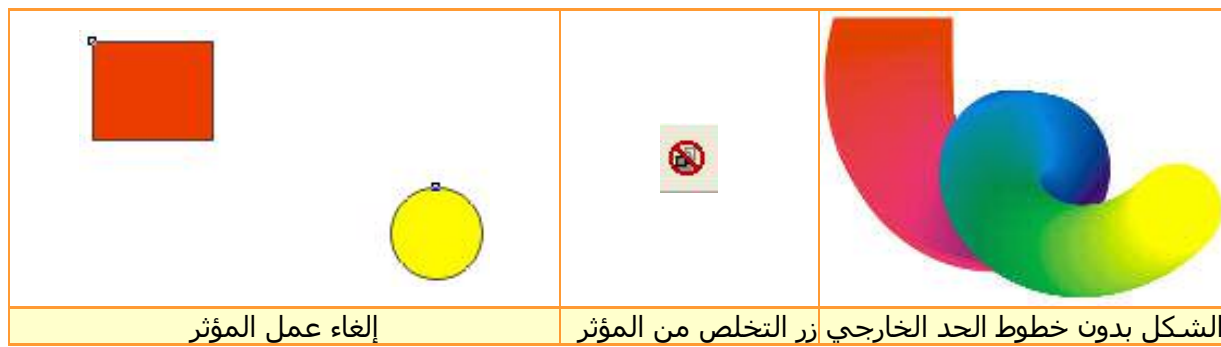 الشكل بدون خطوط الحد الخارجي
زر التخلص من المؤثر
إلغاء عمل المؤثر